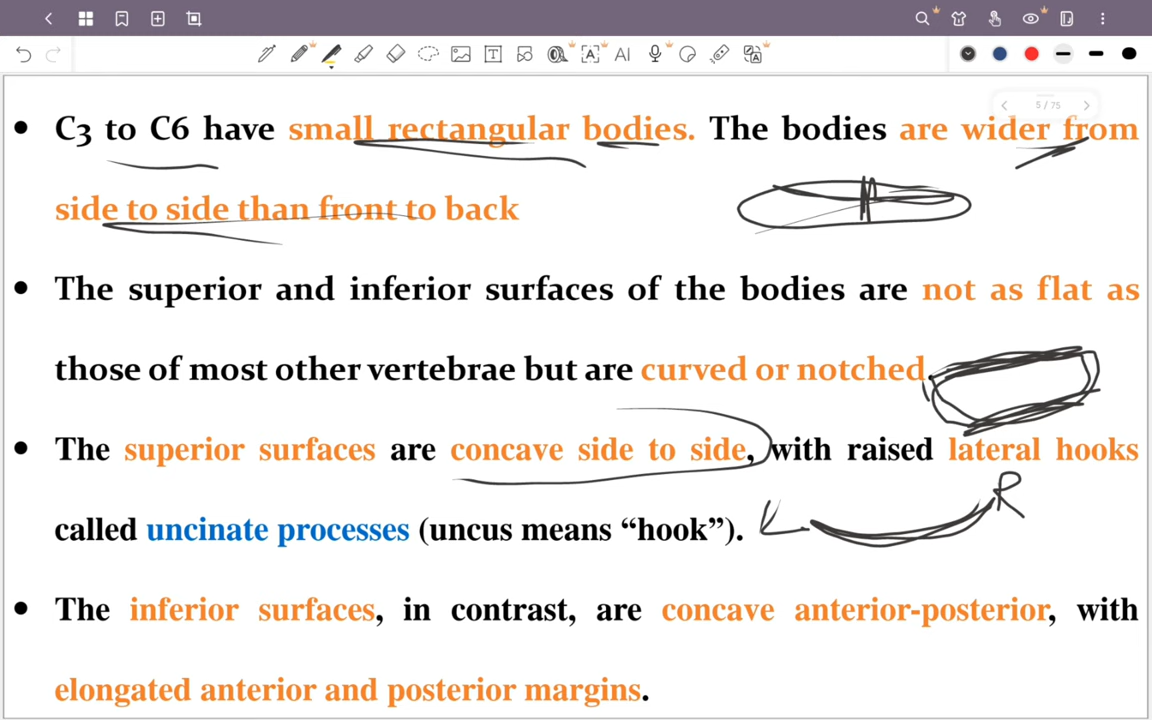 AI
5 / 75
• C3 to C6 have small rectangular bodies. The bodies are wider from
side to side than front to back
• The superior and inferior surfaces of the bodies are not as flat as
those of most other vertebrae but are curved or notched.
• The superior surfaces are concave side to side, with raised lateral hooks
called uncinate processes (uncus means “hook”).
L R
• The inferior surfaces, in contrast, are concave anterior-posterior, with
elongated anterior and posterior margins.